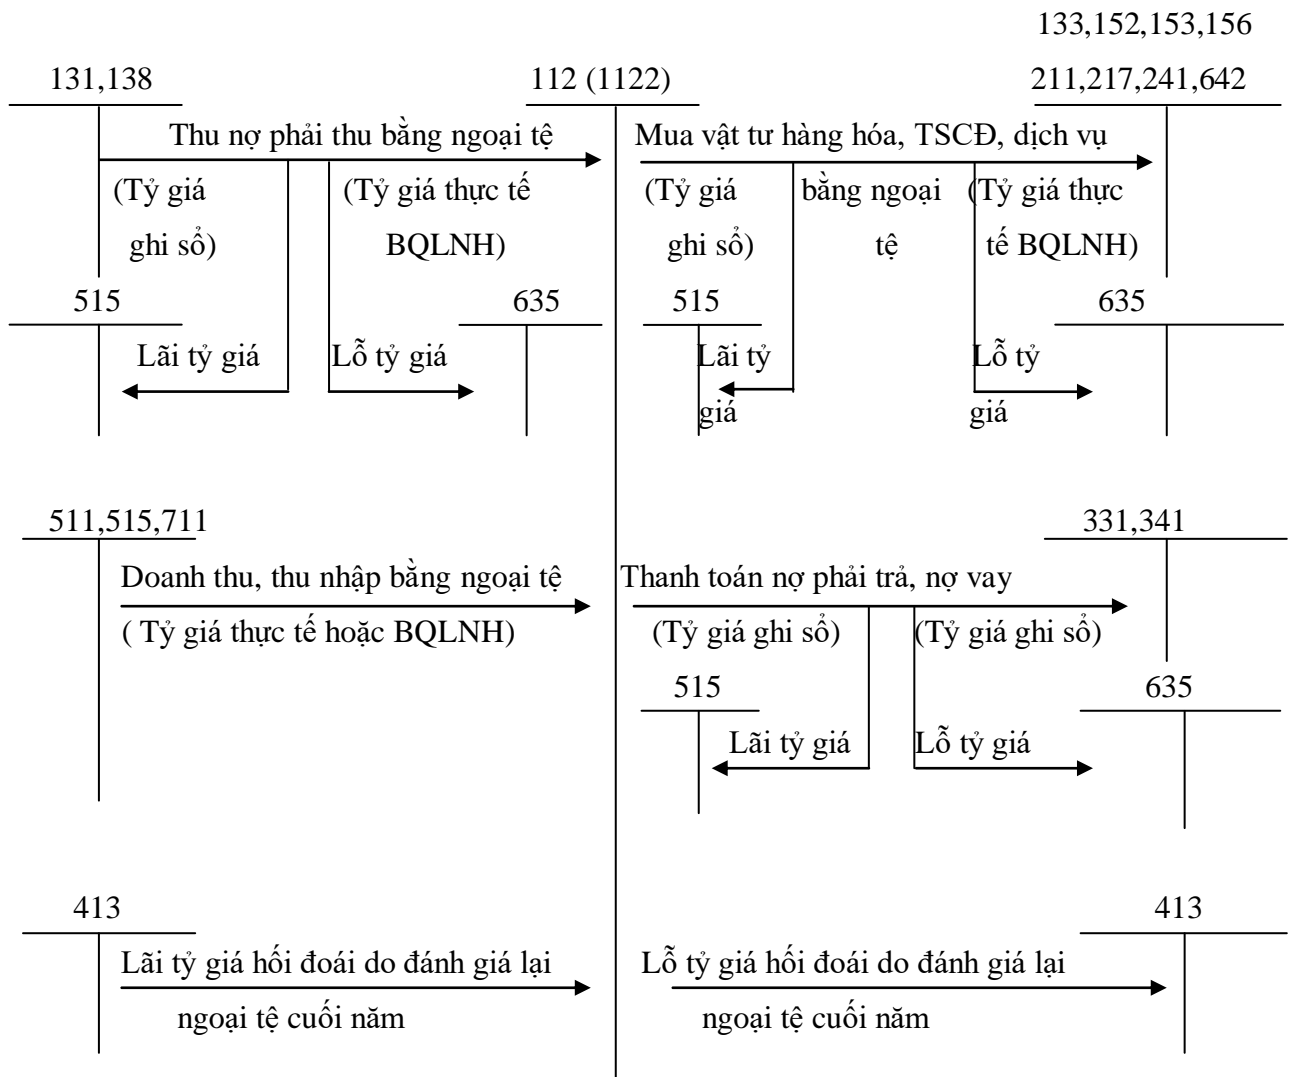 133,152,153,156
131,138
112 (1122)
211,217,241,642
Thu nợ phải thu bằng ngoại tệ
Mua vật tư hàng hóa, TSCĐ, dịch vụ
(Tỷ giá
(Tỷ giá thực tế
(Tỷ giá
bằng ngoại
(Tỷ giá thực
ghi sổ)
BQLNH)
ghi sổ)
tệ
tế BQLNH)
515
635
515
635
Lãi tỷ giá
Lỗ tỷ giá
Lãi tỷ
Lỗ tỷ
giá
giá
511,515,711
331,341
Doanh thu, thu nhập bằng ngoại tệ
Thanh toán nợ phải trả, nợ vay
( Tỷ giá thực tế hoặc BQLNH)
(Tỷ giá ghi sổ)
(Tỷ giá ghi sổ)
515
635
Lãi tỷ giá
Lỗ tỷ giá
413
413
Lãi tỷ giá hối đoái do đánh giá lại
Lỗ tỷ giá hối đoái do đánh giá lại
ngoại tệ cuối năm
ngoại tệ cuối năm